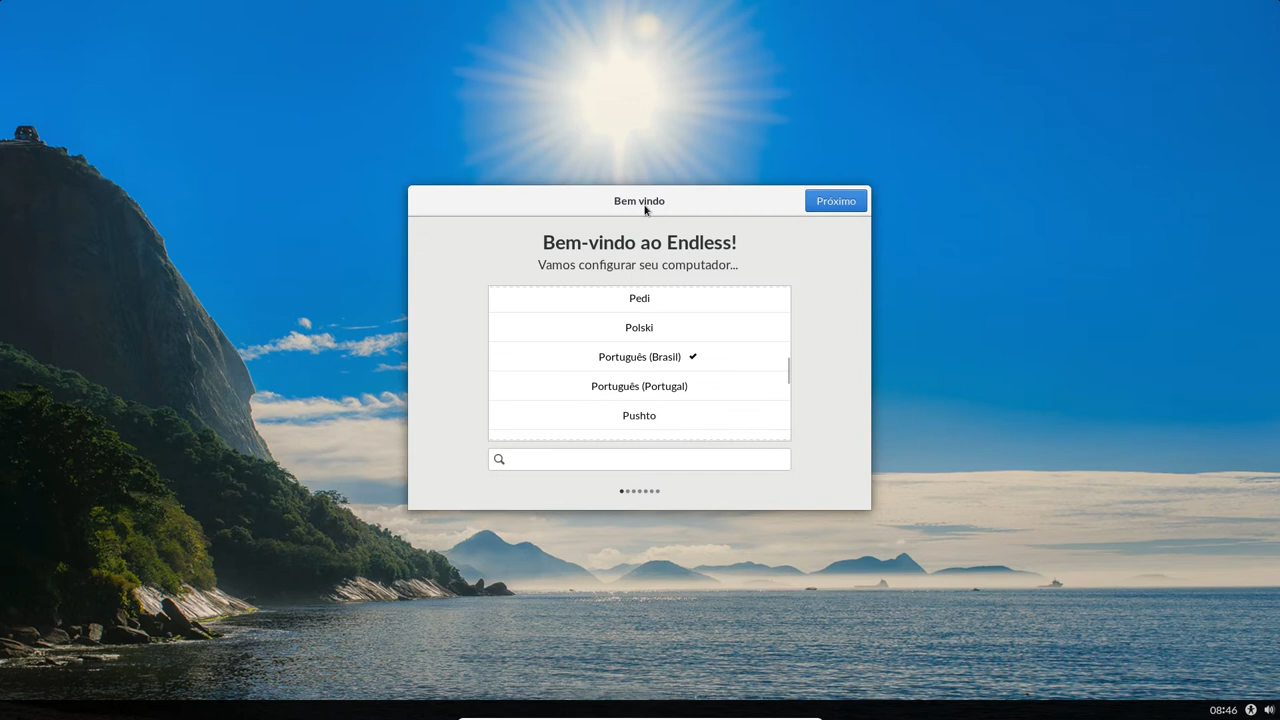 Bem vindo
Próximo
Bem-vindo ao Endless!
Vamos configurar seu computador...
Pedi
Polski
Português (Brasil)
Português (Portugal)
Pushto
08:46